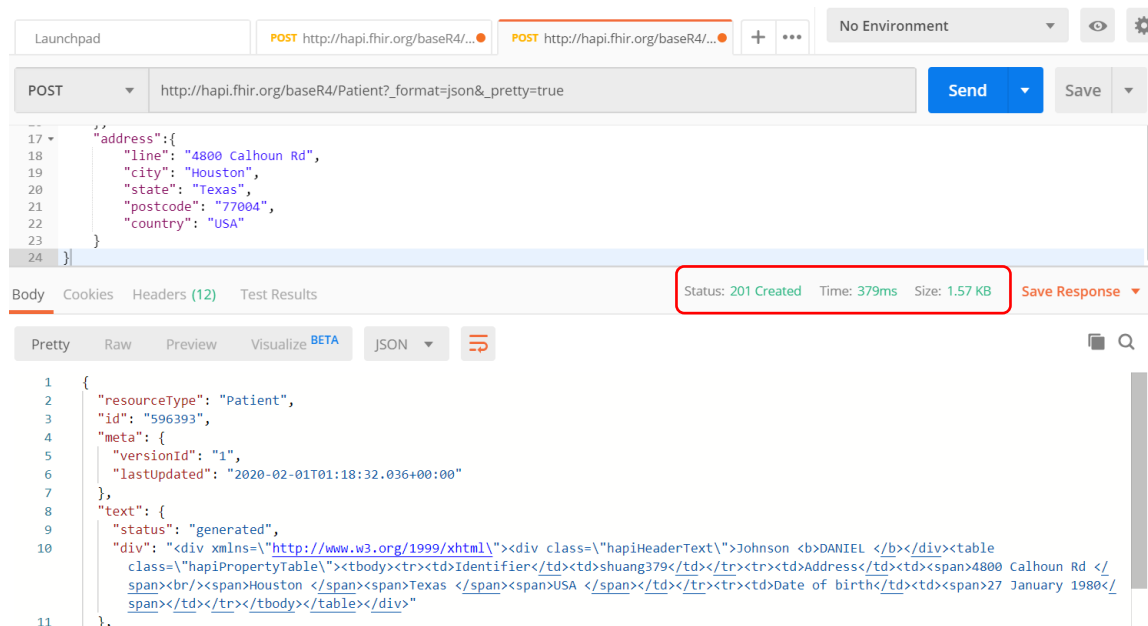 Launchpad
POST http://hapi.fhir.org/baseR4/...
POST http://hapi.fhir.org/baseR4/...
No Environment
POST
http://hapi.fhir.org/baseR4/Patient?_format=json&_pretty=true
Send
Save
17 "address":{
18 "line": "4800 Calhoun Rd",
19 "city": "Houston",
20 "state": "Texas",
21 "postcode": "77004",
22 "country": "USA"
23 }
24 }
Body Cookies Headers (12) Test Results
Status: 201 Created Time: 379ms Size: 1.57 KB Save Response
Pretty Raw Preview Visualize BETA JSON
1 {
2 "resourceType": "Patient",
3 "id": "596393",
4 "meta": {
5 "versionId": "1",
6 "lastUpdated": "2020-02-01T01:18:32.036+00:00"
7 },
8 "text": {
9 "status": "generated",
10 "div": "<div xmlns=\"http://www.w3.org/1999/xhtml\"><div class=\"hapiHeaderText\">Johnson <b>DANIEL </b></div><table
class=\"hapiPropertyTable\"><tbody><tr><td>Identifier</td><td>shuang379</td></tr><tr><td>Address</td><td><span>4800 Calhoun Rd </
span><br/><span>Houston </span><span>Texas </span><span>USA </span></td></tr><tr><td>Date of birth</td><td><span>27 January 1980</
span></td></tr></tbody></table></div>"
11 },